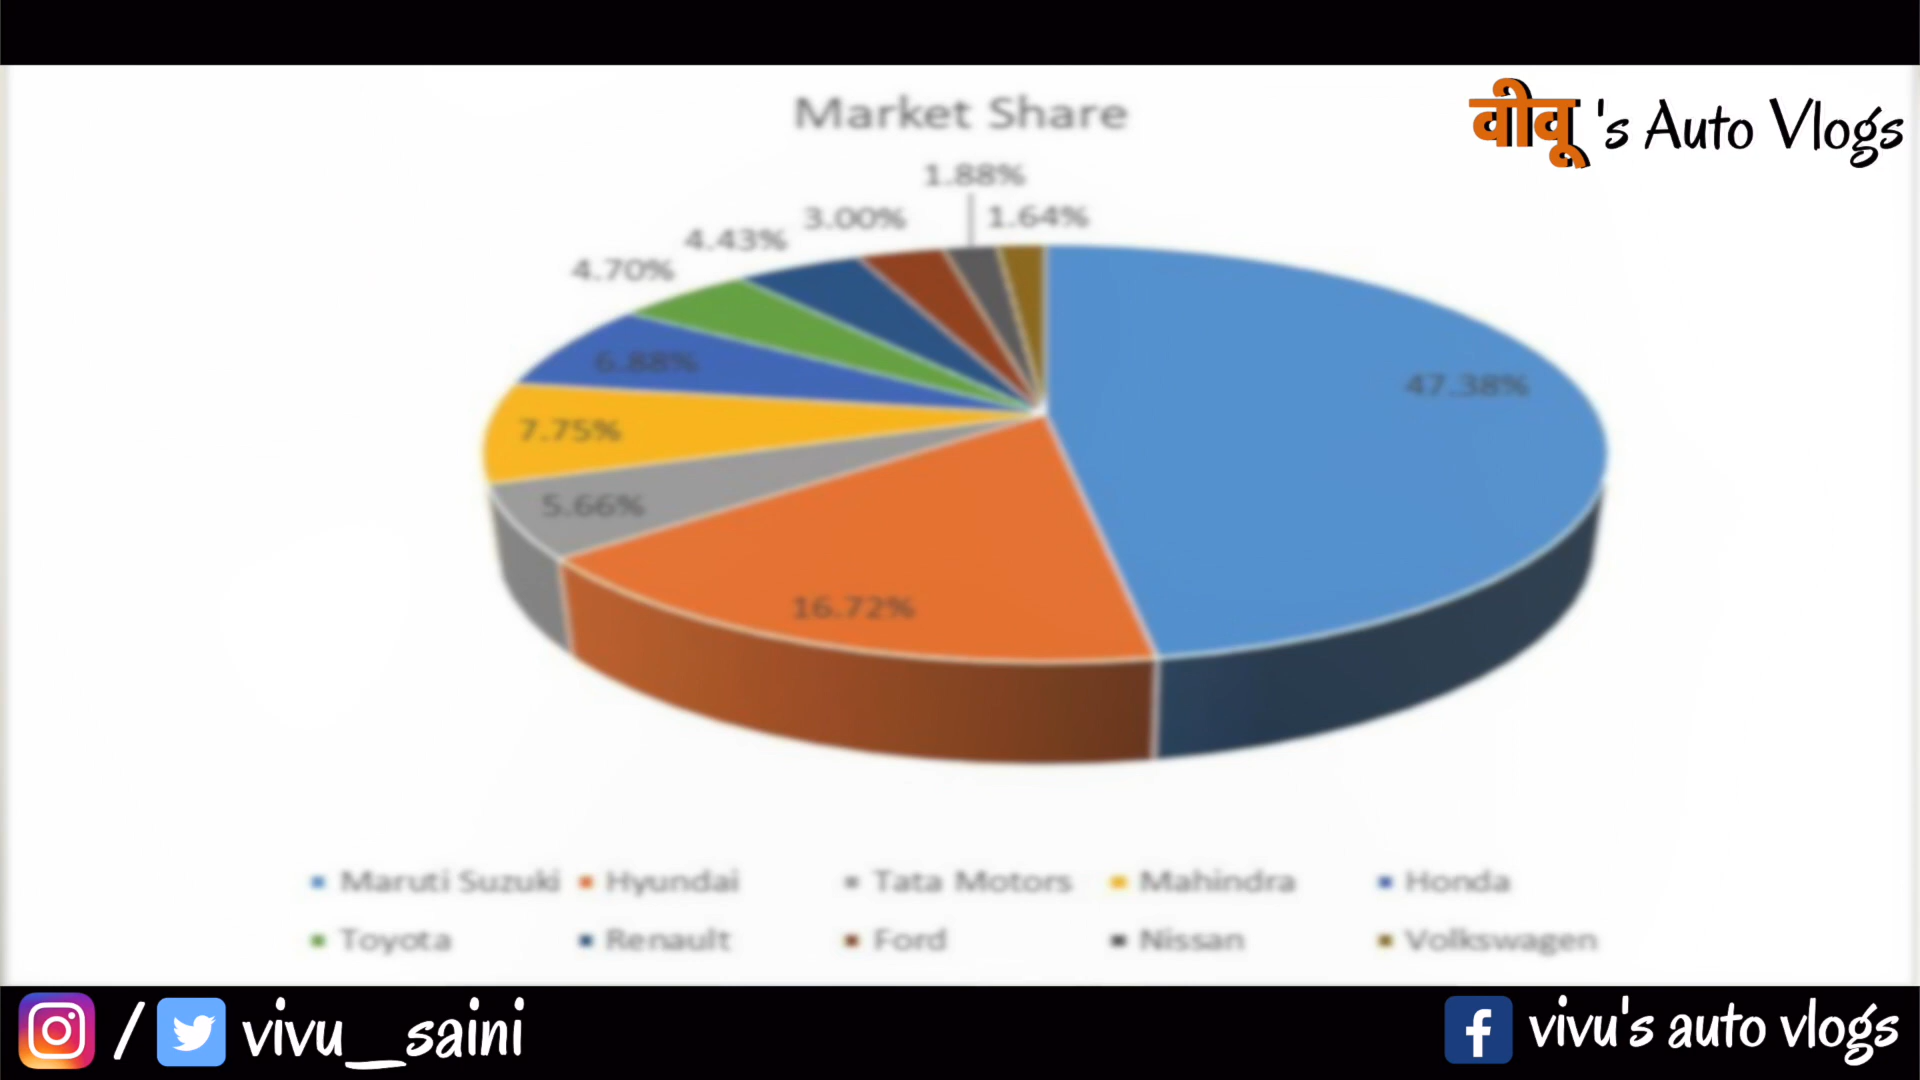 Market Share
वीवू 's Auto Vlogs
1.88%
3.00%
1.64%
4.43%
4.70%
6.88%
47.38%
7.75%
5.66%
16.72%
Maruti Suzuki Hyundai Tata Motors Mahindra Honda
Toyota Renault Ford Nissan Volkswagen
/ vivu__saini
vivu's auto vlogs